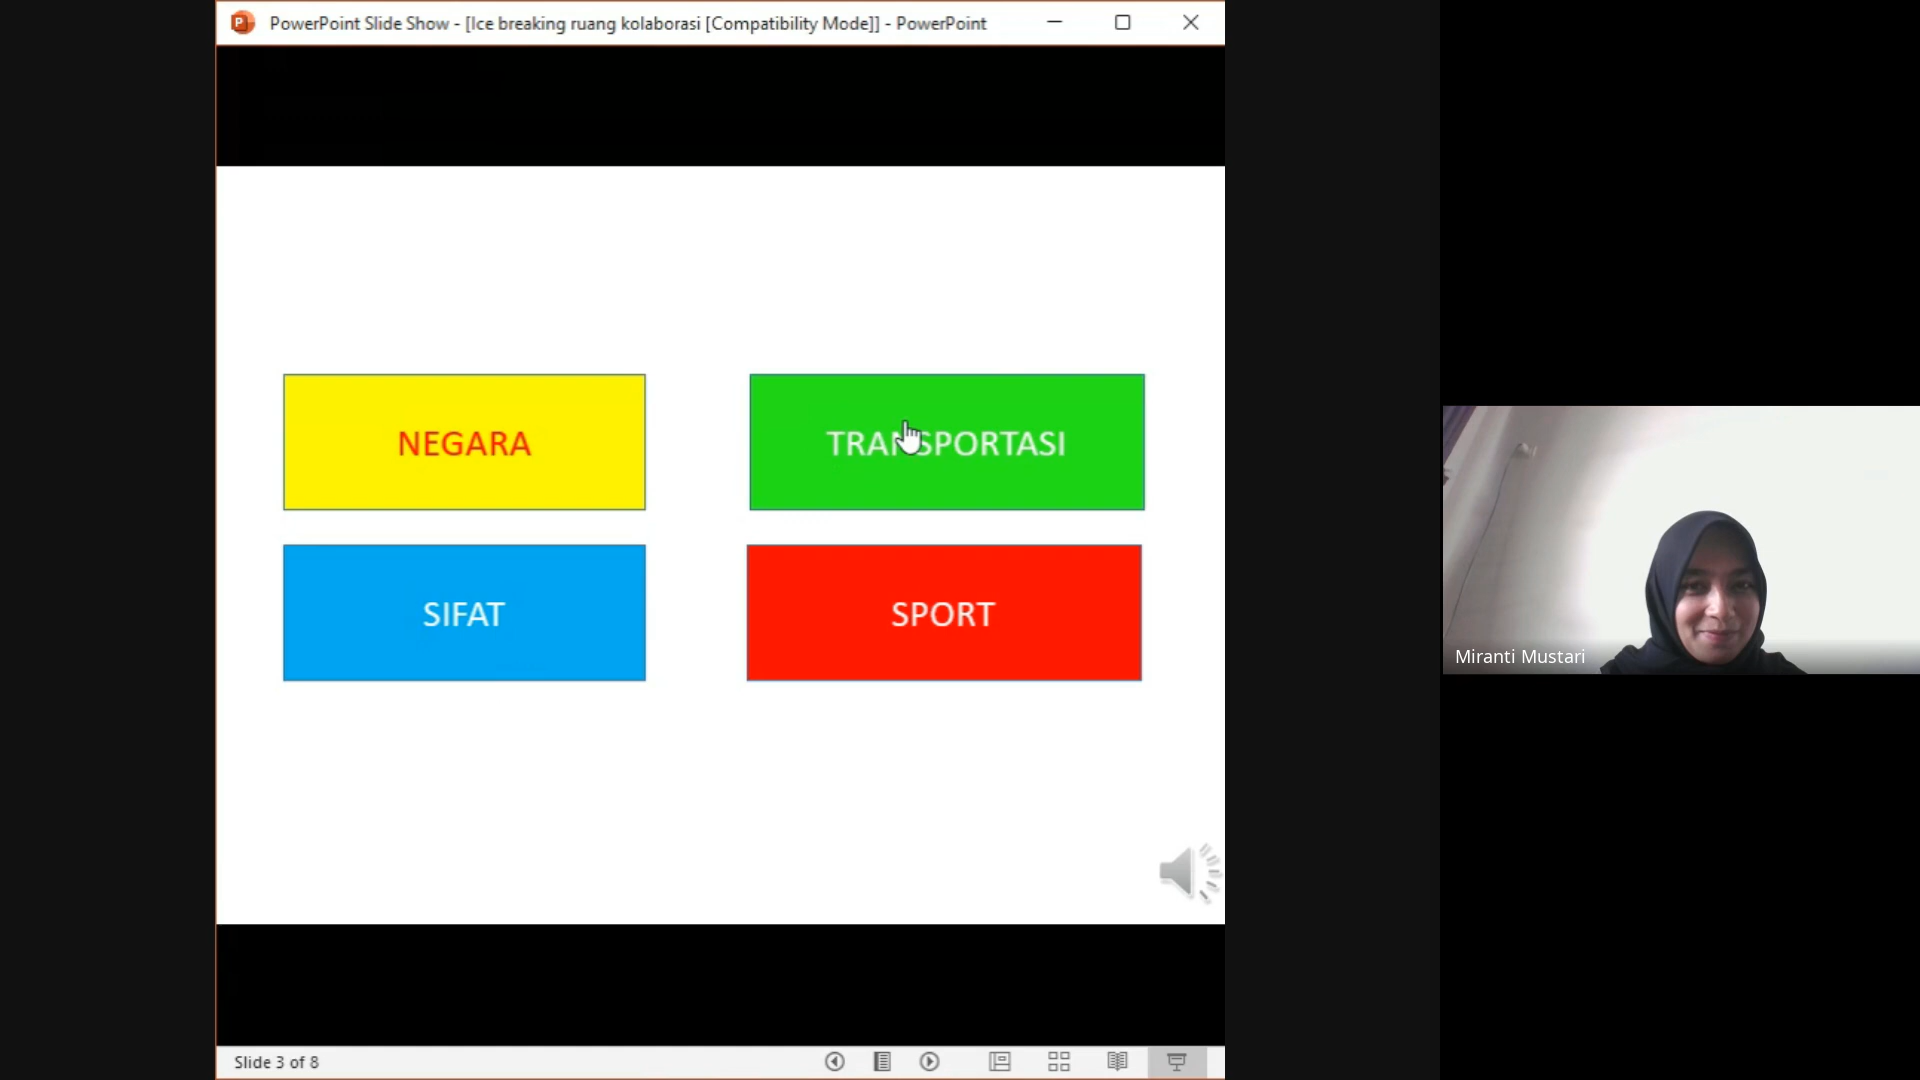 PowerPoint Slide Show - [Ice breaking ruang kolaborasi [Compatibility Mode]] - PowerPoint
NEGARA
TRANSPORTASI
SIFAT
SPORT
Miranti Mustari
Slide 3 of 8